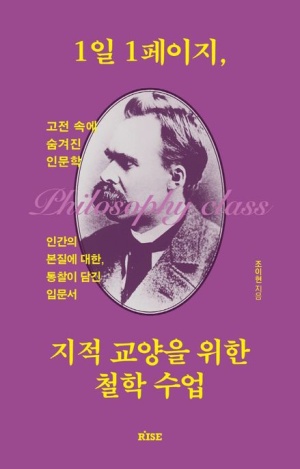 1일 1페이지,
고전 속에
숨겨진
인문학
Philosophy class
인간의
본질에 대한,
통찰이 담긴
입문서
조이현 지음
지적 교양을 위한
철학 수업
RISE